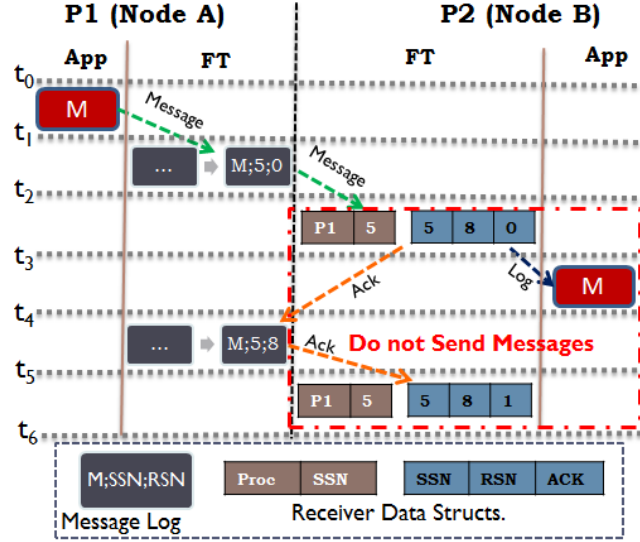 P1 (Node A) P2 (Node B)
App FT FT App
t0
M Message
t1
... M;5;0 Message
t2
P1 5 5 8 0
t3
Ack Log M
t4
... M;5;8 Ack Do not Send Messages
t5
P1 5 5 8 1
t6
M;SSN;RSN Proc SSN SSN RSN ACK
Message Log Receiver Data Structs.